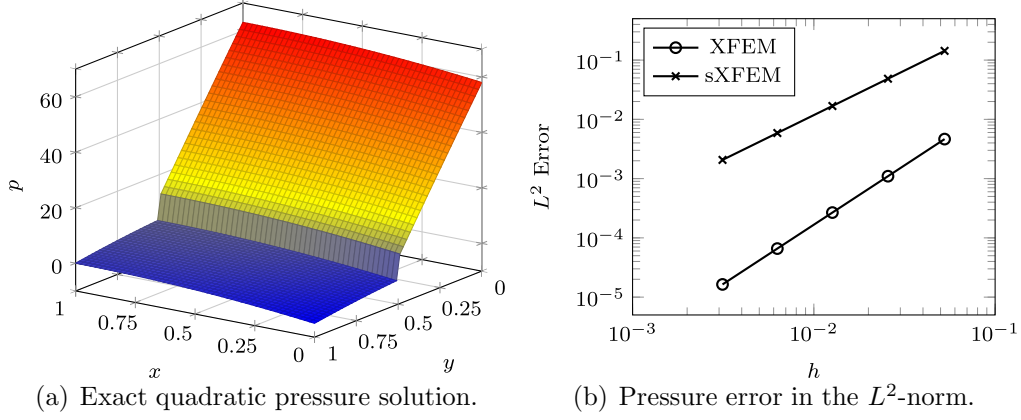 0
20
40
60
p
1
0.75
0.5
0.25
0
x
1
0.75
0.5
0.25
0
y
(a) Exact quadratic pressure solution.
XFEM
sXFEM
10⁻¹
10⁻²
10⁻³
10⁻⁴
10⁻⁵
L² Error
10⁻³
10⁻²
10⁻¹
h
(b) Pressure error in the L²-norm.